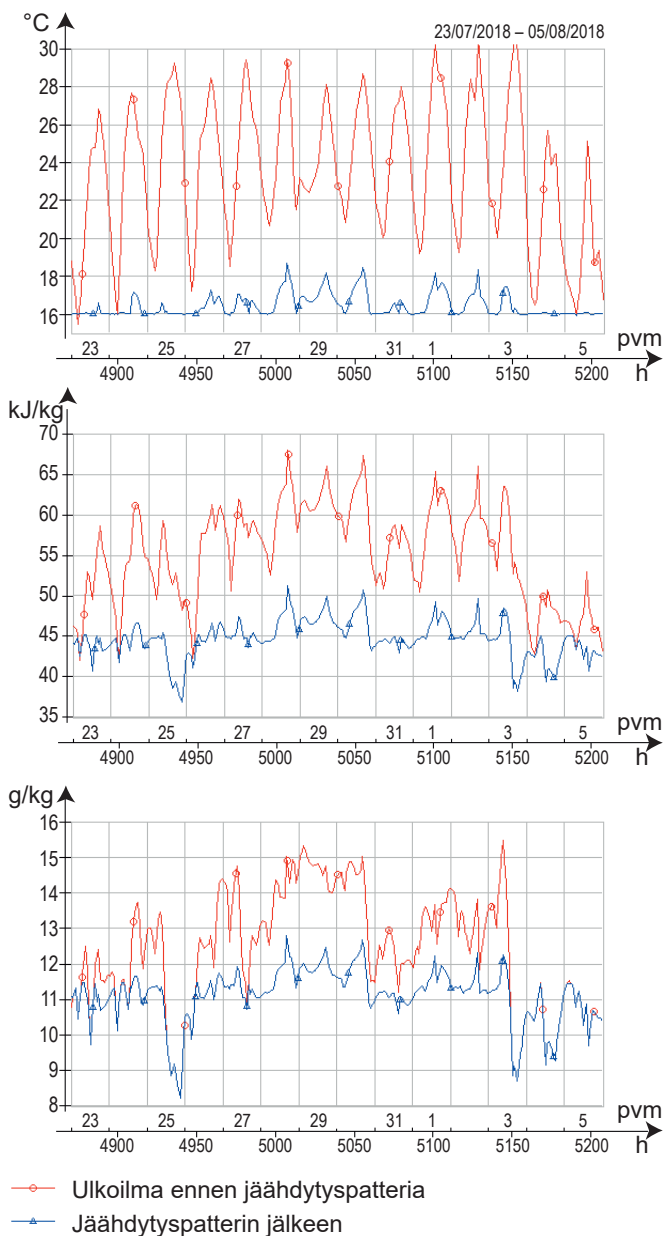 °C
23/07/2018 – 05/08/2018
30
28
26
24
22
20
18
16
23 25 27 29 31 1 3 5 pvm
4900 4950 5000 5050 5100 5150 5200 h
kJ/kg
70
65
60
55
50
45
40
35
23 25 27 29 31 1 3 5 pvm
4900 4950 5000 5050 5100 5150 5200 h
g/kg
16
15
14
13
12
11
10
9
8
23 25 27 29 31 1 3 5 pvm
4900 4950 5000 5050 5100 5150 5200 h
Ulkoilma ennen jäähdytyspatteria
Jäähdytyspatterin jälkeen